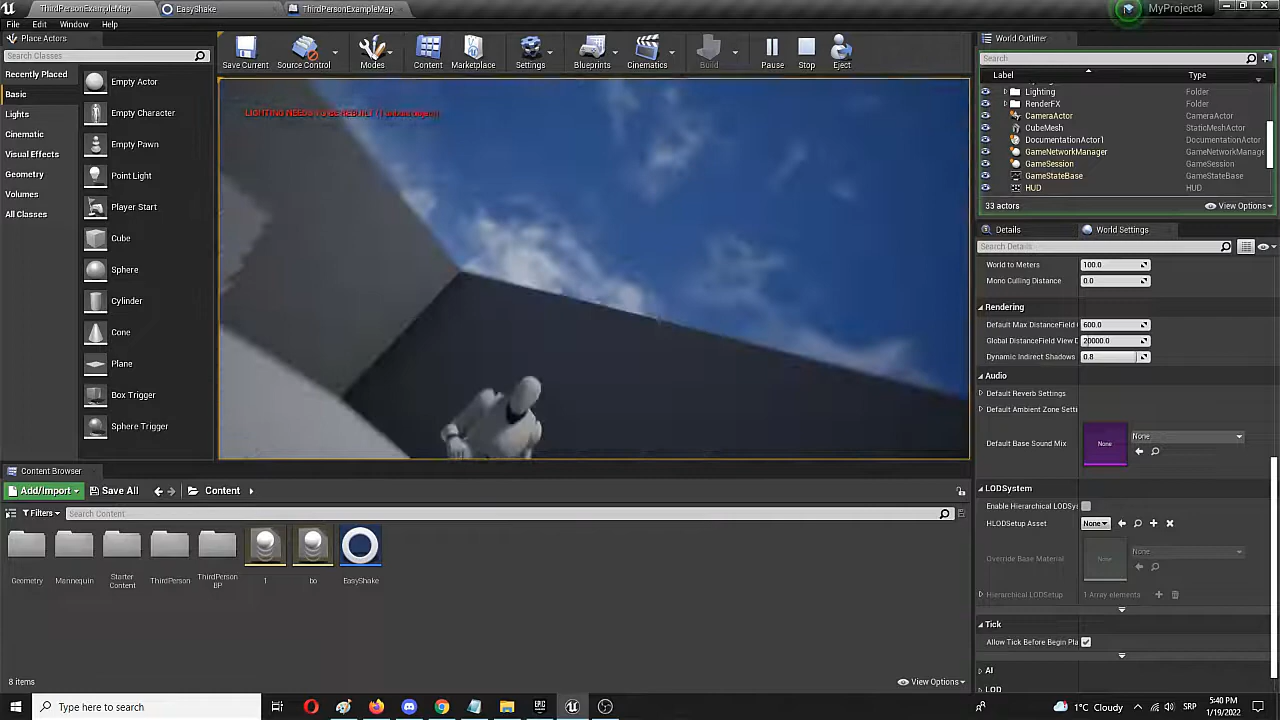 ThirdPersonExampleMap
EasyShake
ThirdPersonExampleMap
MyProject8
File
Edit
Window
Help
Place Actors
Search Classes
Recently Placed
Basic
Lights
Cinematic
Visual Effects
Geometry
Volumes
All Classes
Empty Actor
Empty Character
Empty Pawn
Point Light
Player Start
Cube
Sphere
Cylinder
Cone
Plane
Box Trigger
Sphere Trigger
Save Current
Source Control
Modes
Content
Marketplace
Settings
Blueprints
Cinematics
Build
Pause
Stop
Eject
LIGHTING NEEDS TO BE REBUILT
World Outliner
Search
Label
Type
Lighting
Folder
RenderFX
Folder
CameraActor
CameraActor
CubeMesh
StaticMeshActor
DocumentationActor1
DocumentationActor
GameNetworkManager
GameNetworkManage
GameSession
GameSession
GameStateBase
GameStateBase
HUD
HUD
33 actors
View Options
Details
World Settings
Search Details
World to Meters
100.0
Mono Culling Distance
0.0
Rendering
Default Max DistanceField
600.0
Global DistanceField View D
20000.0
Dynamic Indirect Shadows
0.8
Audio
Default Reverb Settings
Default Ambient Zone Setti
Default Base Sound Mix
None
None
LODSystem
Enable Hierarchical LODSy
HLODSetup Asset
None
Override Base Material
None
None
Hierarchical LODSetup
1 Array elements
Tick
Allow Tick Before Begin Pla
AI
LOD
Content Browser
Add/Import
Save All
Content
Filters
Search Content
Geometry
Mannequin
Starter
Content
ThirdPerson
ThirdPerson
BP
1
bo
EasyShake
8 items
View Options
Type here to search
1°C Cloudy
SRP
5:40 PM
1/19/2022